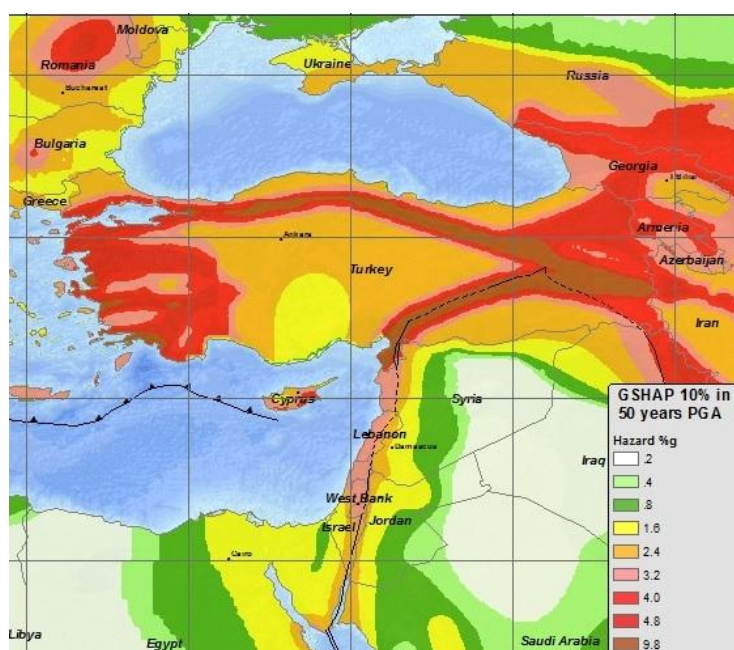 Moldova
Romania
Ukraine
Russia
Bucharest
Bulgaria
Georgia
T'bilisi
Greece
Armenia
Ankara
Azerbaijan
Turkey
Iran
GSHAP 10% in
50 years PGA
Hazard %g
.2
.4
.8
1.6
2.4
3.2
4.0
4.8
9.8
Cyprus
Syria
Lebanon
Damascus
Iraq
West Bank
Israel
Jordan
Cairo
Libya
Egypt
Saudi Arabia